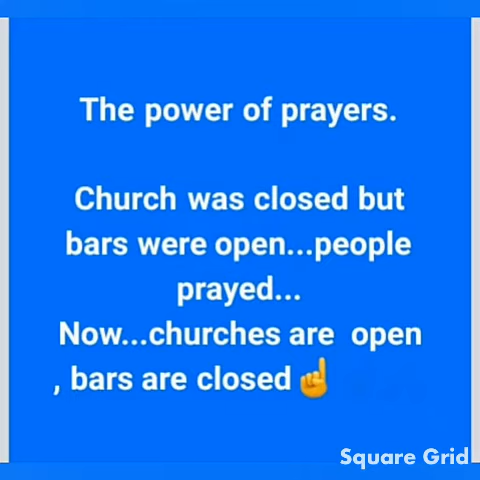 The power of prayers.
Church was closed but
bars were open...people
prayed...
Now...churches are  open
, bars are closed☝️
Square Grid